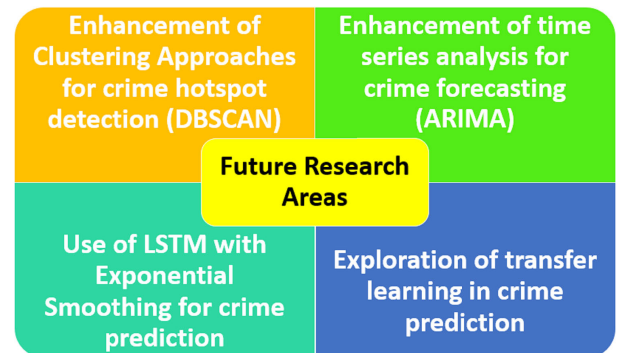 Enhancement of
Clustering Approaches
for crime hotspot
detection (DBSCAN)
Enhancement of time
series analysis for
crime forecasting
(ARIMA)
Future Research
Areas
Use of LSTM with
Exponential
Smoothing for crime
prediction
Exploration of transfer
learning in crime
prediction